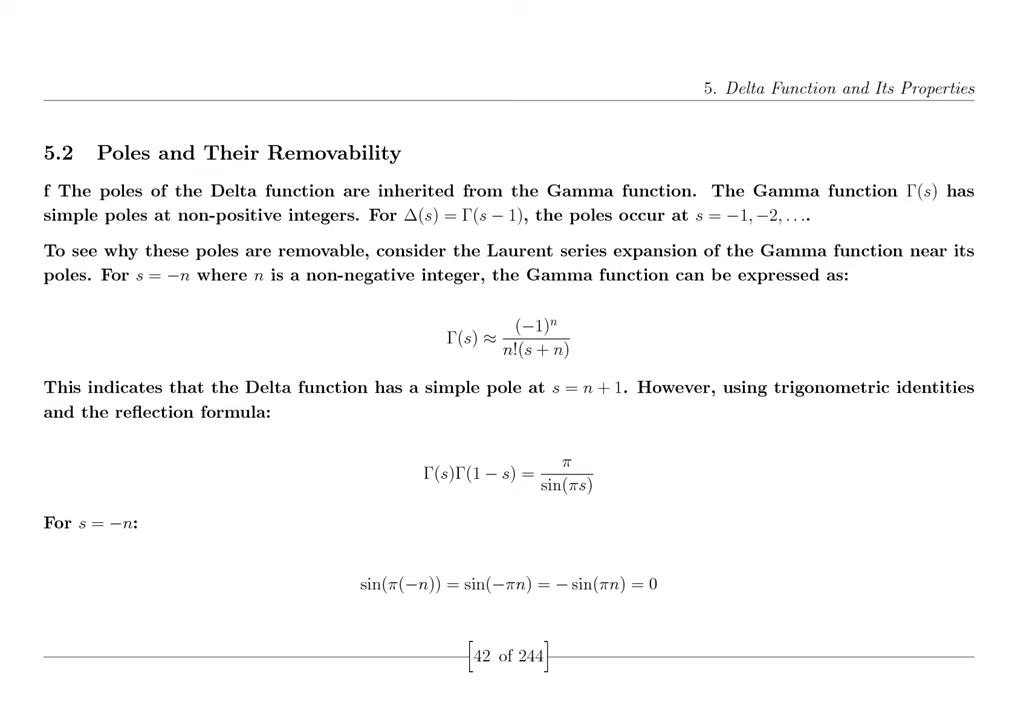 5. Delta Function and Its Properties
5.2 Poles and Their Removability
f The poles of the Delta function are inherited from the Gamma function. The Gamma function Γ(s) has
simple poles at non-positive integers. For Δ(s) = Γ(s − 1), the poles occur at s = −1, −2, . . ..
To see why these poles are removable, consider the Laurent series expansion of the Gamma function near its
poles. For s = −n where n is a non-negative integer, the Gamma function can be expressed as:
Γ(s) ≈ (−1)^n / n!(s + n)
This indicates that the Delta function has a simple pole at s = n + 1. However, using trigonometric identities
and the reflection formula:
Γ(s)Γ(1 − s) = π / sin(πs)
For s = −n:
sin(π(−n)) = sin(−πn) = − sin(πn) = 0
[42 of 244]